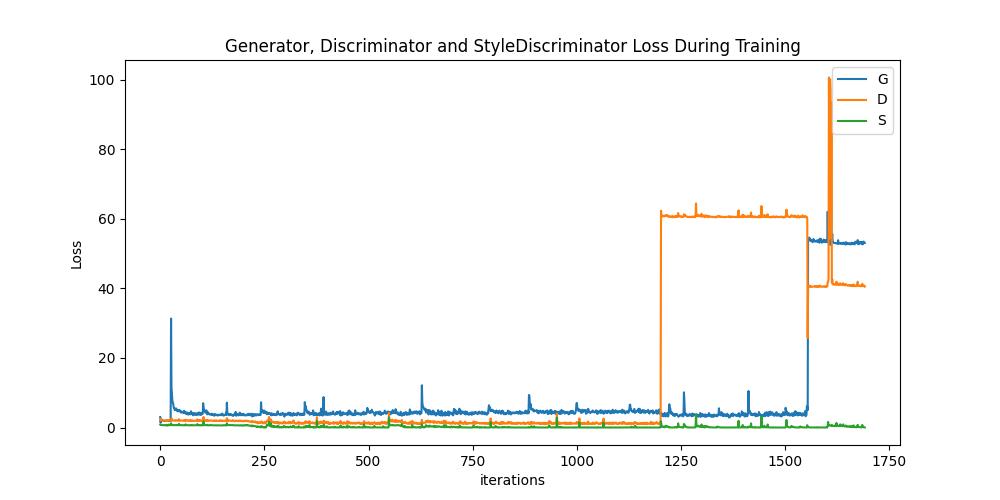 Generator, Discriminator and StyleDiscriminator Loss During Training
G
D
S
100
80
60
40
20
0
Loss
0 250 500 750 1000 1250 1500 1750
iterations